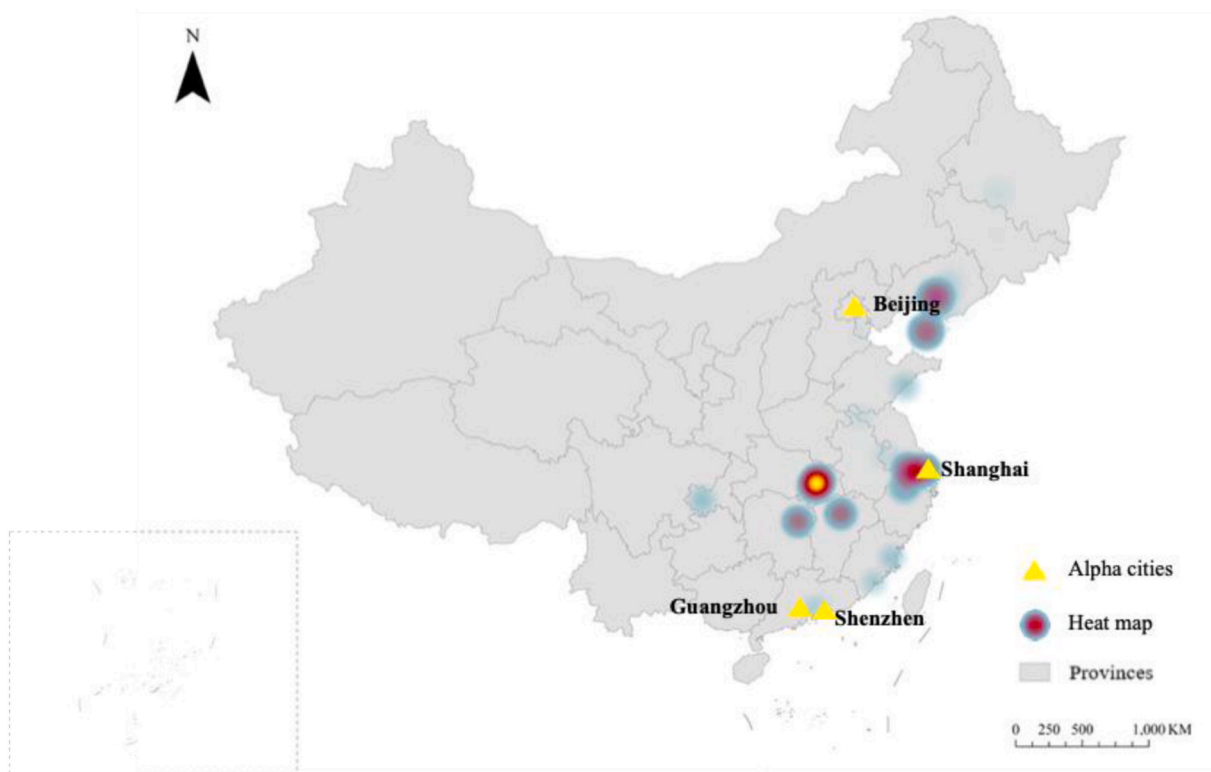 N
Beijing
Shanghai
Guangzhou
Shenzhen
Alpha cities
Heat map
Provinces
0 250 500 1,000 KM